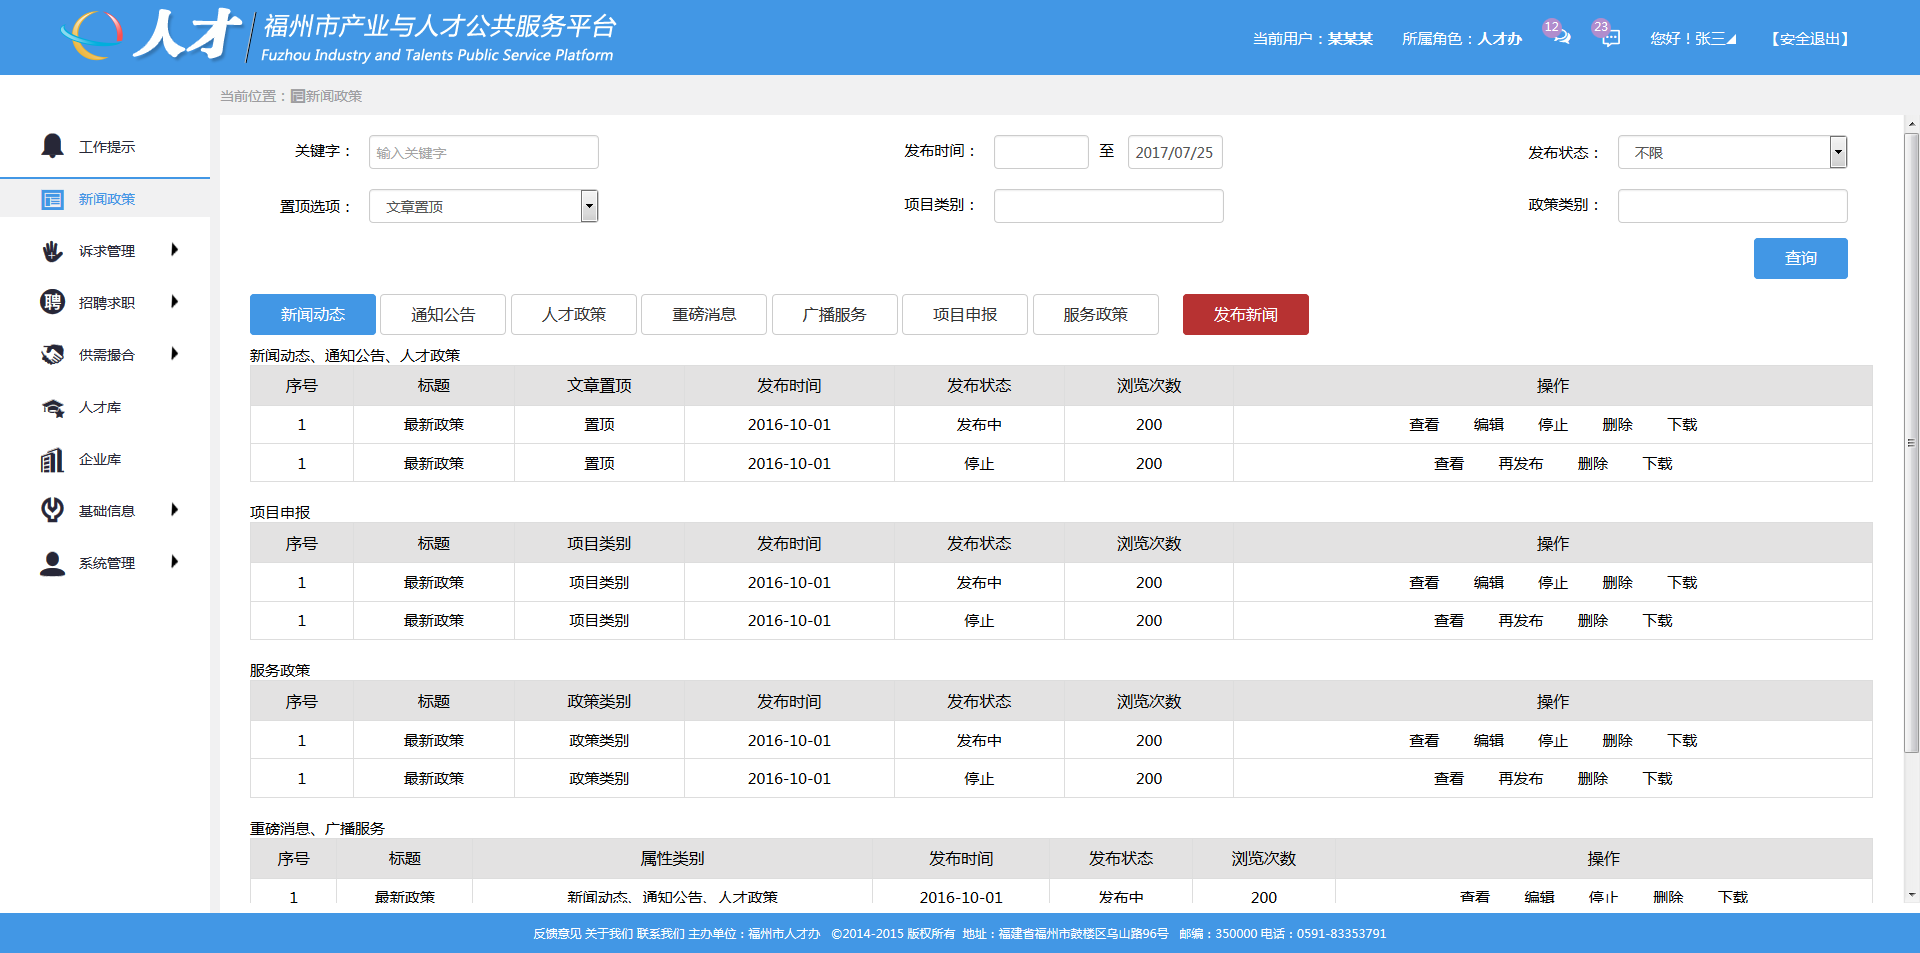 人才 福州市产业与人才公共服务平台
Fuzhou Industry and Talents Public Service Platform
当前用户：某某某 所属角色：人才办 12 23 您好！张三 【安全退出】
当前位置： 新闻政策
工作提示
新闻政策
诉求管理
聘 招聘求职
供需撮合
人才库
企业库
基础信息
系统管理
关键字： 输入关键字 发布时间： 至 2017/07/25 发布状态： 不限
置顶选项： 文章置顶 项目类别： 政策类别：
查询
新闻动态 通知公告 人才政策 重磅消息 广播服务 项目申报 服务政策 发布新闻
新闻动态、通知公告、人才政策
序号 标题 文章置顶 发布时间 发布状态 浏览次数 操作
1 最新政策 置顶 2016-10-01 发布中 200 查看 编辑 停止 删除 下载
1 最新政策 置顶 2016-10-01 停止 200 查看 再发布 删除 下载
项目申报
序号 标题 项目类别 发布时间 发布状态 浏览次数 操作
1 最新政策 项目类别 2016-10-01 发布中 200 查看 编辑 停止 删除 下载
1 最新政策 项目类别 2016-10-01 停止 200 查看 再发布 删除 下载
服务政策
序号 标题 政策类别 发布时间 发布状态 浏览次数 操作
1 最新政策 政策类别 2016-10-01 发布中 200 查看 编辑 停止 删除 下载
1 最新政策 政策类别 2016-10-01 停止 200 查看 再发布 删除 下载
重磅消息、广播服务
序号 标题 属性类别 发布时间 发布状态 浏览次数 操作
1 最新政策 新闻动态、通知公告、人才政策 2016-10-01 发布中 200 查看 编辑 停止 删除 下载
反馈意见 关于我们 联系我们 主办单位：福州市人才办 ©2014-2015 版权所有 地址：福建省福州市鼓楼区乌山路96号 邮编：350000 电话：0591-83353791